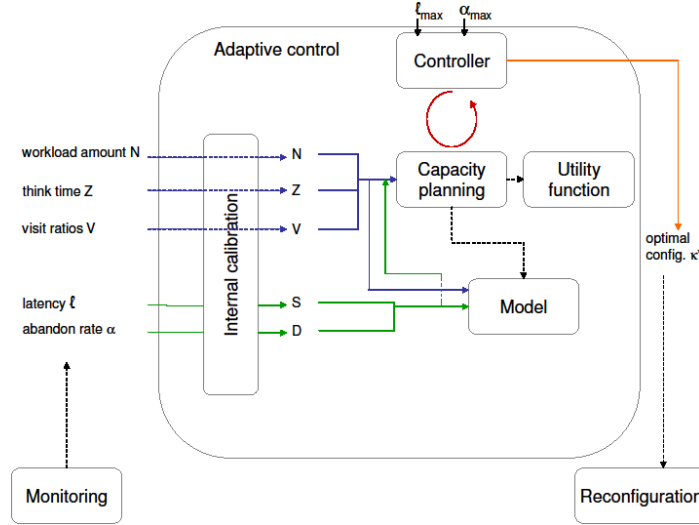 ℓmax αmax
Adaptive control
Controller
workload amount N
N
think time Z
Z
visit ratios V
V
Internal calibration
Capacity
planning
Utility
function
optimal
config. κ*
latency ℓ
S
abandon rate α
D
Model
Monitoring
Reconfiguration